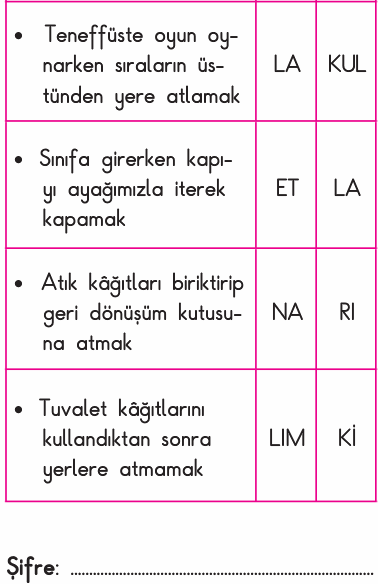 • Teneffüste oyun oy-
narken sıraların üs-
tünden yere atlamak
LA
KUL
• Sınıfa girerken kapı-
yı ayağımızla iterek
kapamak
ET
LA
• Atık kâğıtları biriktirip
geri dönüşüm kutusu-
na atmak
NA
RI
• Tuvalet kâğıtlarını
kullandıktan sonra
yerlere atmamak
LIM
Kİ
Şifre: ................................................................................